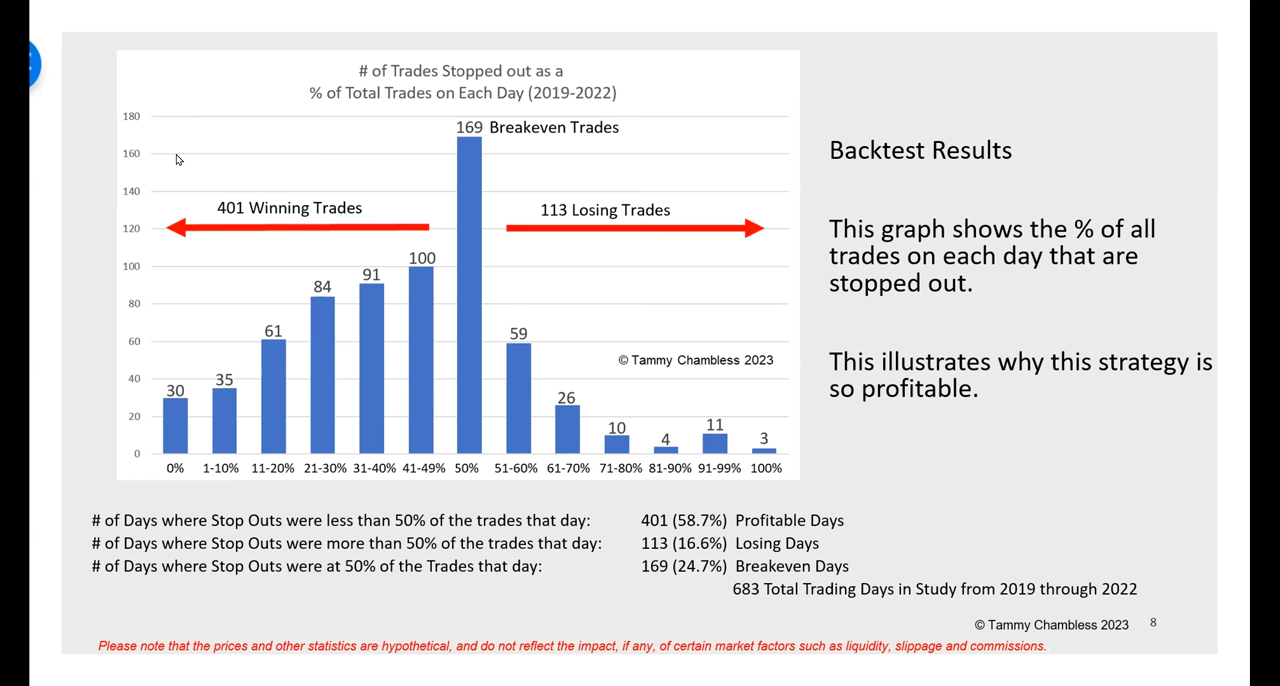 # of Trades Stopped out as a
% of Total Trades on Each Day (2019-2022)
180
160
140
120
100
80
60
40
20
0
169 Breakeven Trades
401 Winning Trades
113 Losing Trades
30
35
61
84
91
100
59
26
10
4
11
3
© Tammy Chambless 2023
0% 1-10% 11-20% 21-30% 31-40% 41-49% 50% 51-60% 61-70% 71-80% 81-90% 91-99% 100%
Backtest Results
This graph shows the % of all
trades on each day that are
stopped out.
This illustrates why this strategy is
so profitable.
# of Days where Stop Outs were less than 50% of the trades that day: 401 (58.7%) Profitable Days
# of Days where Stop Outs were more than 50% of the trades that day: 113 (16.6%) Losing Days
# of Days where Stop Outs were at 50% of the Trades that day: 169 (24.7%) Breakeven Days
683 Total Trading Days in Study from 2019 through 2022
© Tammy Chambless 2023 8
Please note that the prices and other statistics are hypothetical, and do not reflect the impact, if any, of certain market factors such as liquidity, slippage and commissions.